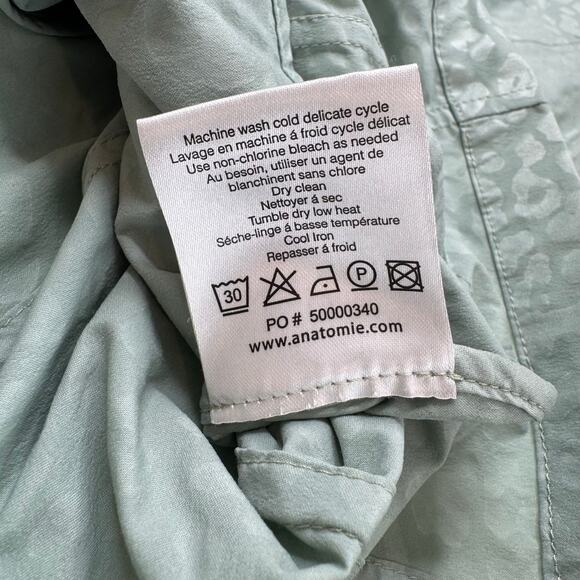 Machine wash cold delicate cycle
Lavage en machine á froid cycle délicat
Use non-chlorine bleach as needed
Au besoin, utiliser un agent de
blanchinent sans chlore
Dry clean
Nettoyer á sec
Tumble dry low heat
Séche-linge á basse température
Cool Iron
Repasser á froid
30 P
PO # 50000340
www.anatomie.com